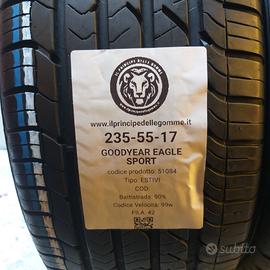 IL PRINCIPE DELLE GOMME
www.ilprincipedellegomme.it
235-55-17
GOODYEAR EAGLE
SPORT
codice prodotto: 51084
Tipo: ESTIVI
COD:
Battistrada: 90%
Codice Velocità: 99w
FILA: 42
subito